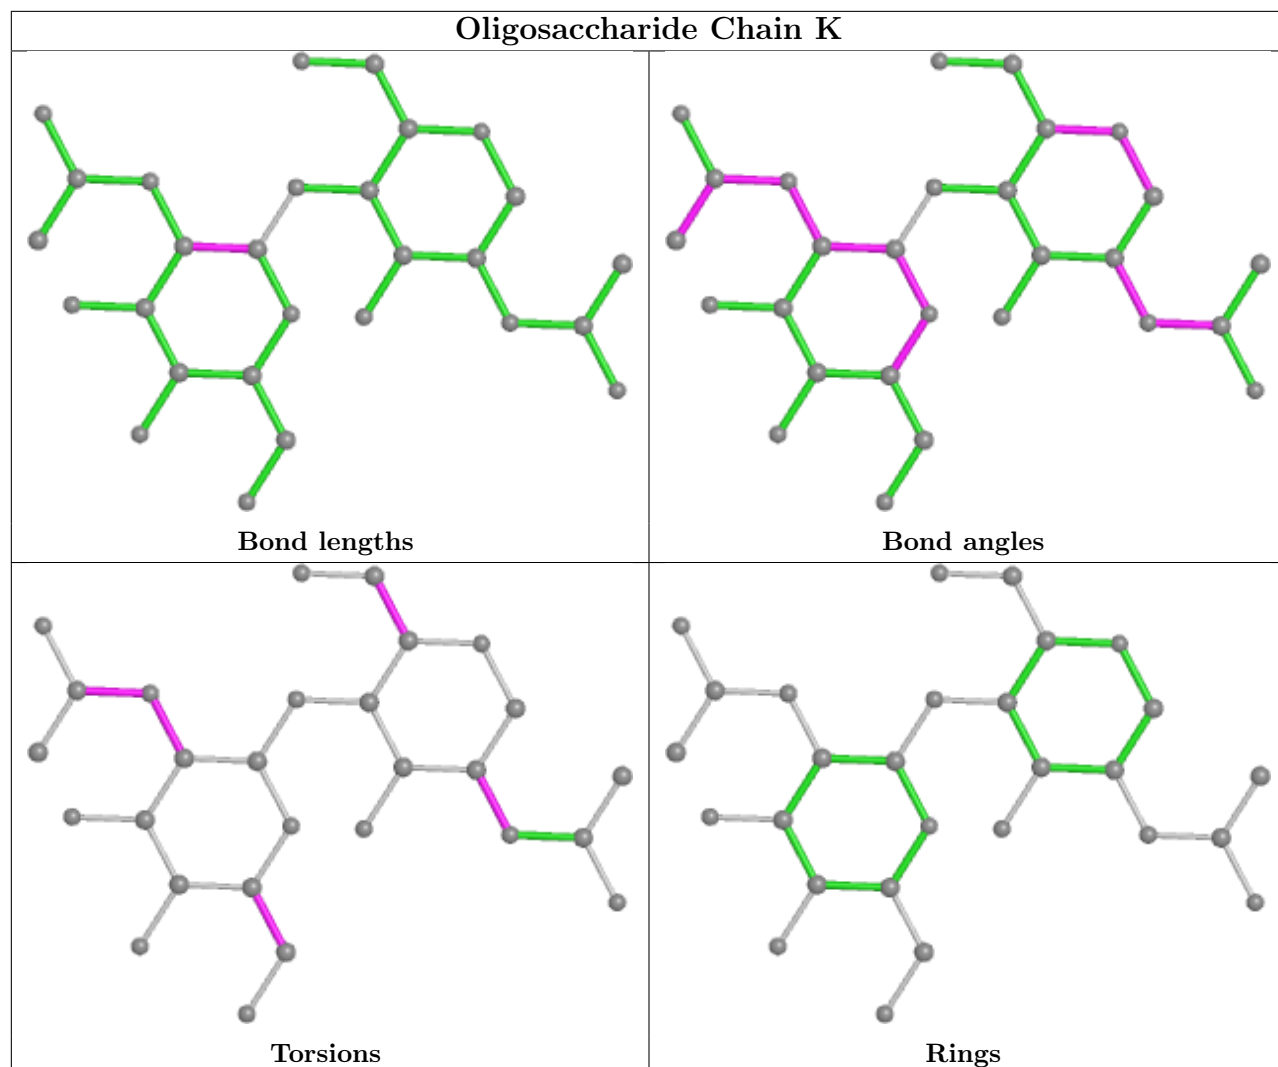 Oligosaccharide Chain K
Bond lengths
Bond angles
Torsions
Rings